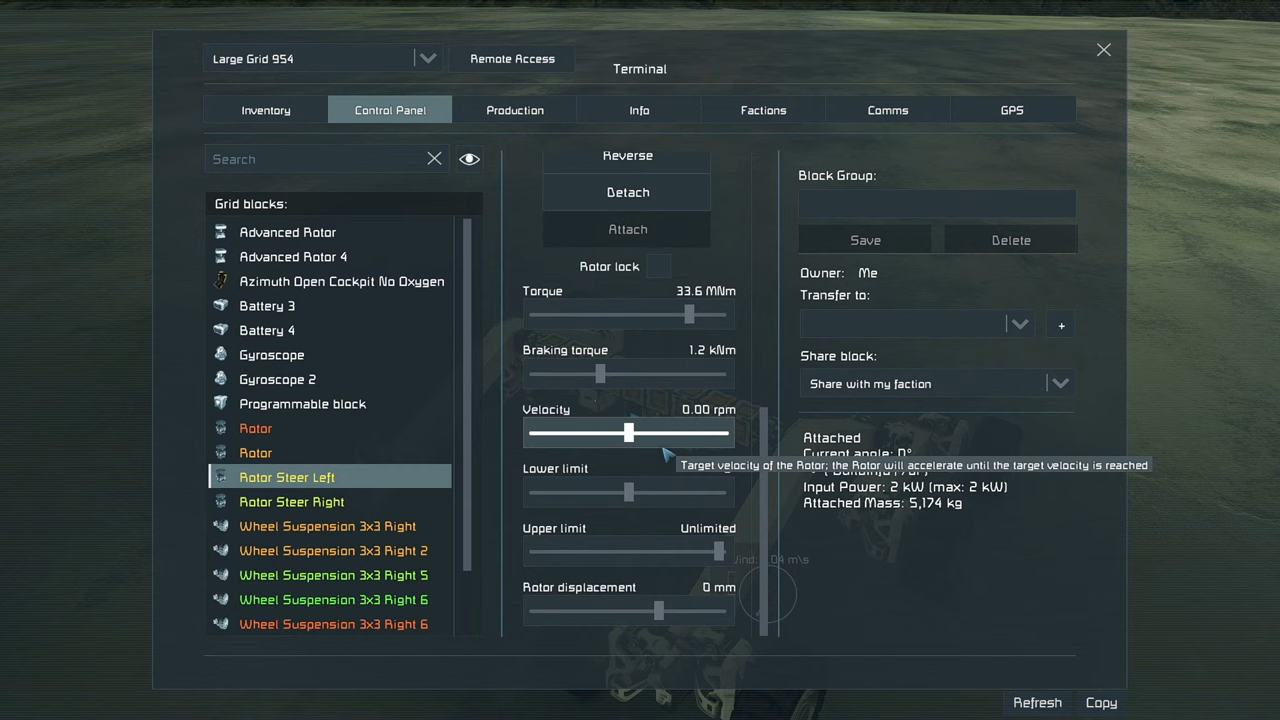 Large Grid 954
Remote Access
Terminal
Inventory
Control Panel
Production
Info
Factions
Comms
GPS
Search
Grid blocks:
Advanced Rotor
Advanced Rotor 4
Azimuth Open Cockpit No Oxygen
Battery 3
Battery 4
Gyroscope
Gyroscope 2
Programmable block
Rotor
Rotor
Rotor Steer Left
Rotor Steer Right
Wheel Suspension 3x3 Right
Wheel Suspension 3x3 Right 2
Wheel Suspension 3x3 Right 5
Wheel Suspension 3x3 Right 6
Wheel Suspension 3x3 Right 6
Reverse
Detach
Attach
Rotor lock
Torque 33.6 MNm
Braking torque 1.2 kNm
Velocity 0.00 rpm
Target velocity of the Rotor; the Rotor will accelerate until the target velocity is reached
Lower limit
Upper limit Unlimited
Rotor displacement 0 mm
Block Group:
Save
Delete
Owner: Me
Transfer to:
+
Share block:
Share with my faction
Attached
Current angle: 0°
Input Power: 2 kW (max: 2 kW)
Attached Mass: 5,174 kg
Refresh
Copy